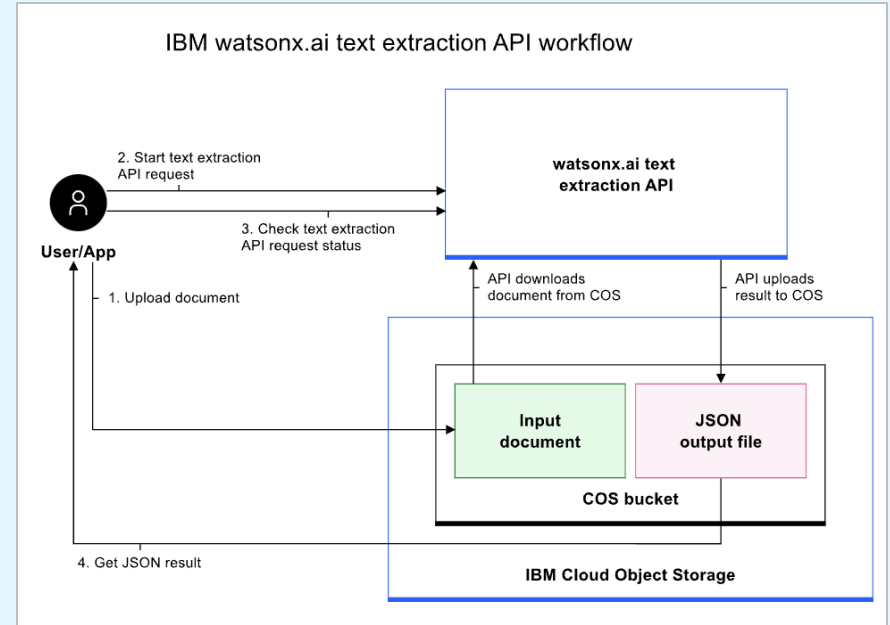 IBM watsonx.ai text extraction API workflow
2. Start text extraction
API request
watsonx.ai text
extraction API
3. Check text extraction
API request status
User/App
1. Upload document
API downloads
document from COS
API uploads
result to COS
Input
document
JSON
output file
COS bucket
4. Get JSON result
IBM Cloud Object Storage